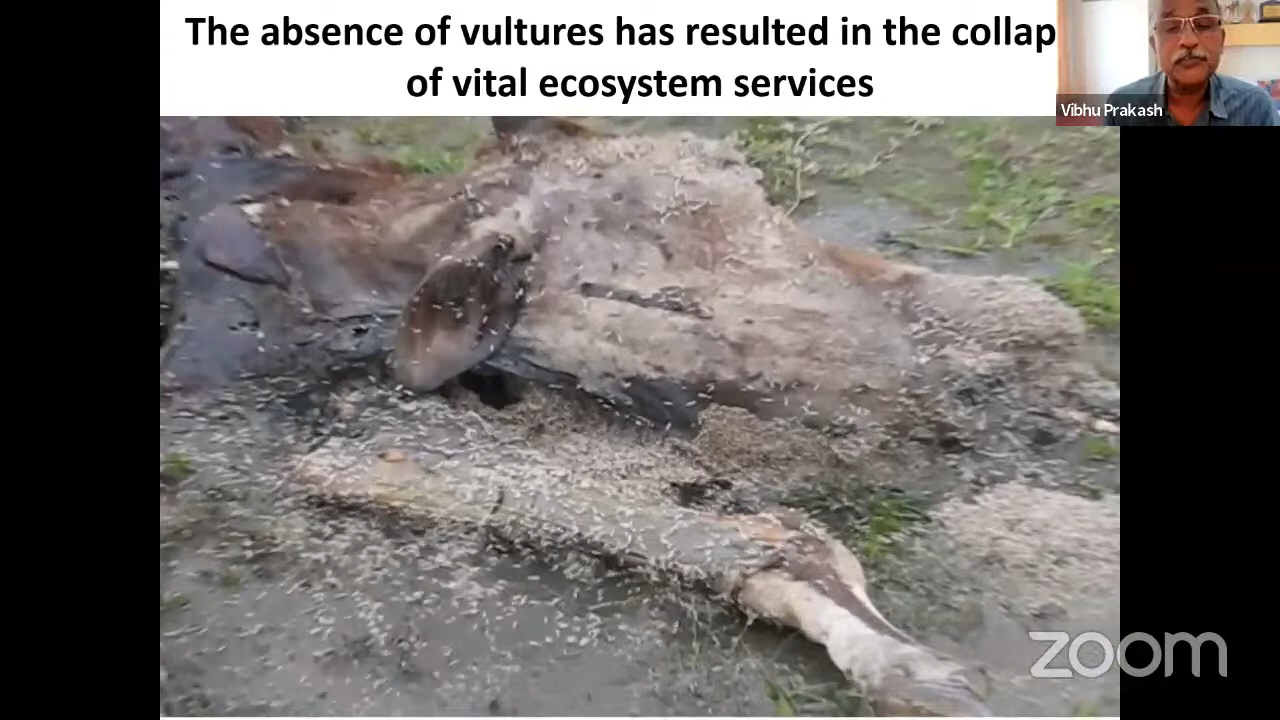 The absence of vultures has resulted in the collap
of vital ecosystem services
Vibhu Prakash
zoom